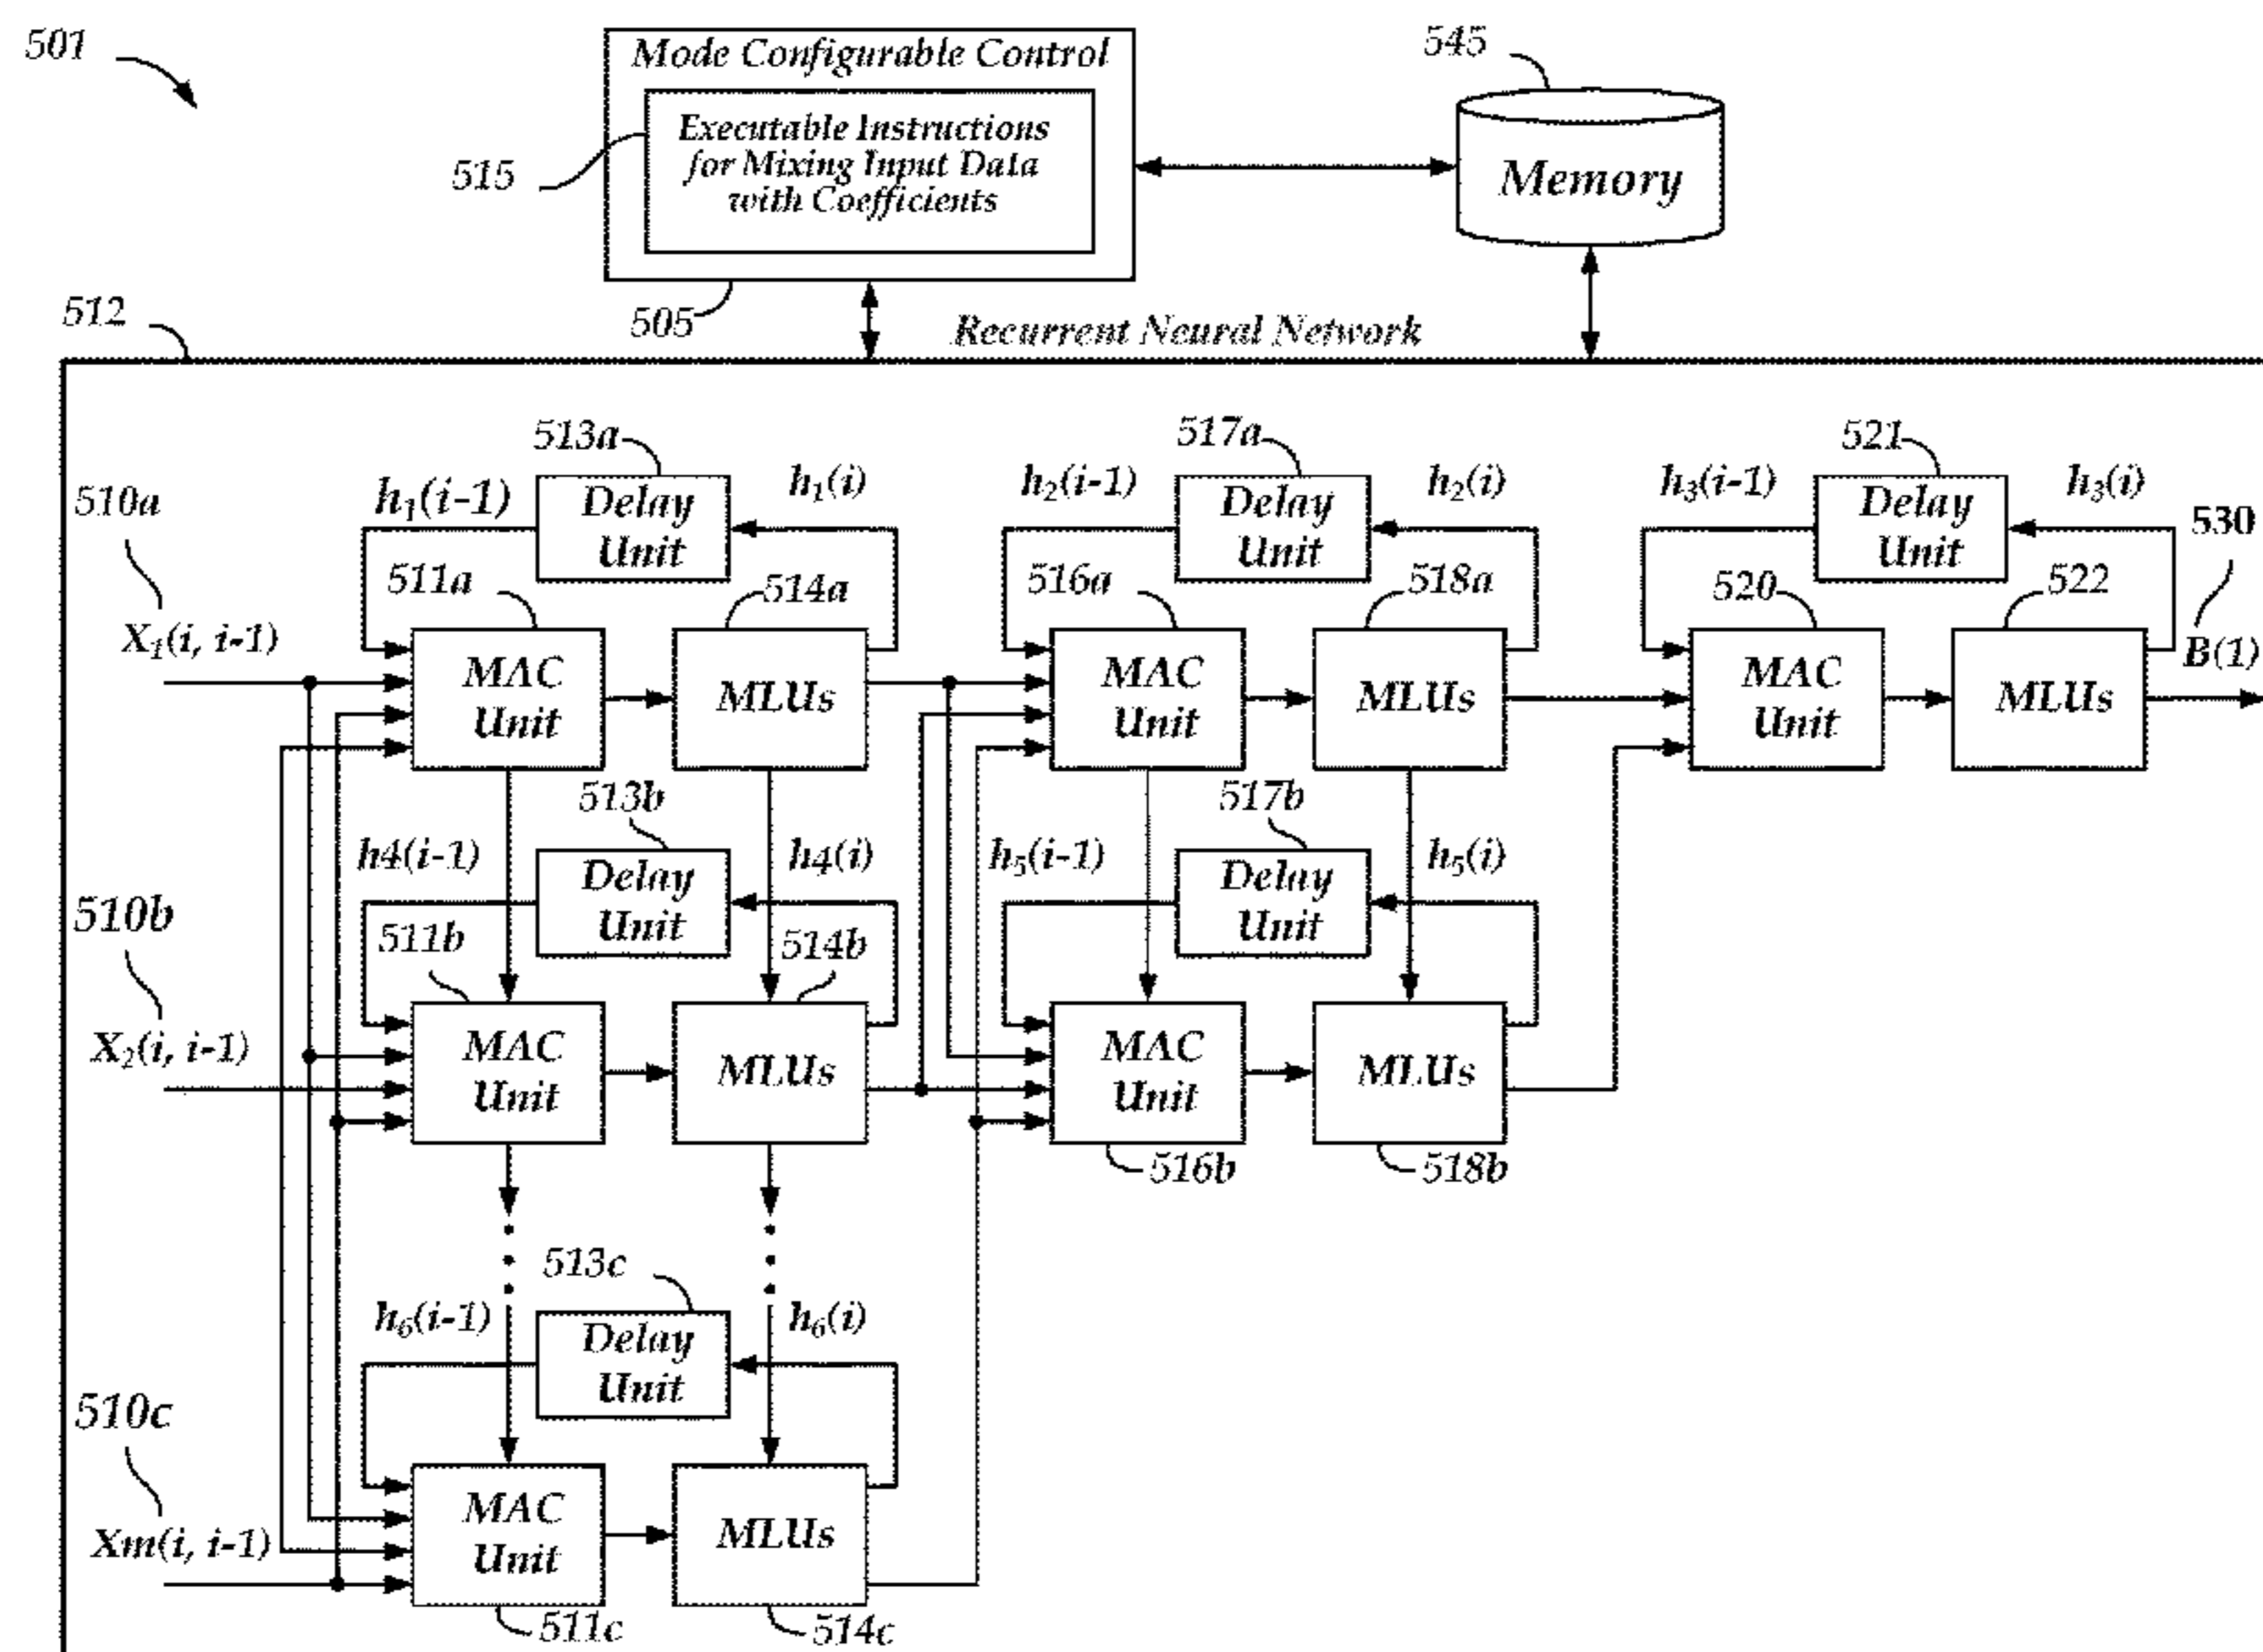 501
Mode Configurable Control
545
515
Executable Instructions
for Mixing Input Data
with Coefficients
Memory
505
512
Recurrent Neural Network
513a
517a
521
510a
h1(i-1)
Delay
Unit
h1(i)
h2(i-1)
Delay
Unit
h2(i)
h3(i-1)
Delay
Unit
h3(i)
530
511a
514a
516a
518a
520
522
X1(i, i-1)
MAC
Unit
MLUs
MAC
Unit
MLUs
MAC
Unit
MLUs
B(1)
513b
517b
h4(i-1)
Delay
Unit
h4(i)
h5(i-1)
Delay
Unit
h5(i)
510b
511b
514b
X2(i, i-1)
MAC
Unit
MLUs
MAC
Unit
MLUs
516b
518b
513c
h6(i-1)
Delay
Unit
h6(i)
510c
Xm(i, i-1)
MAC
Unit
MLUs
511c
514c